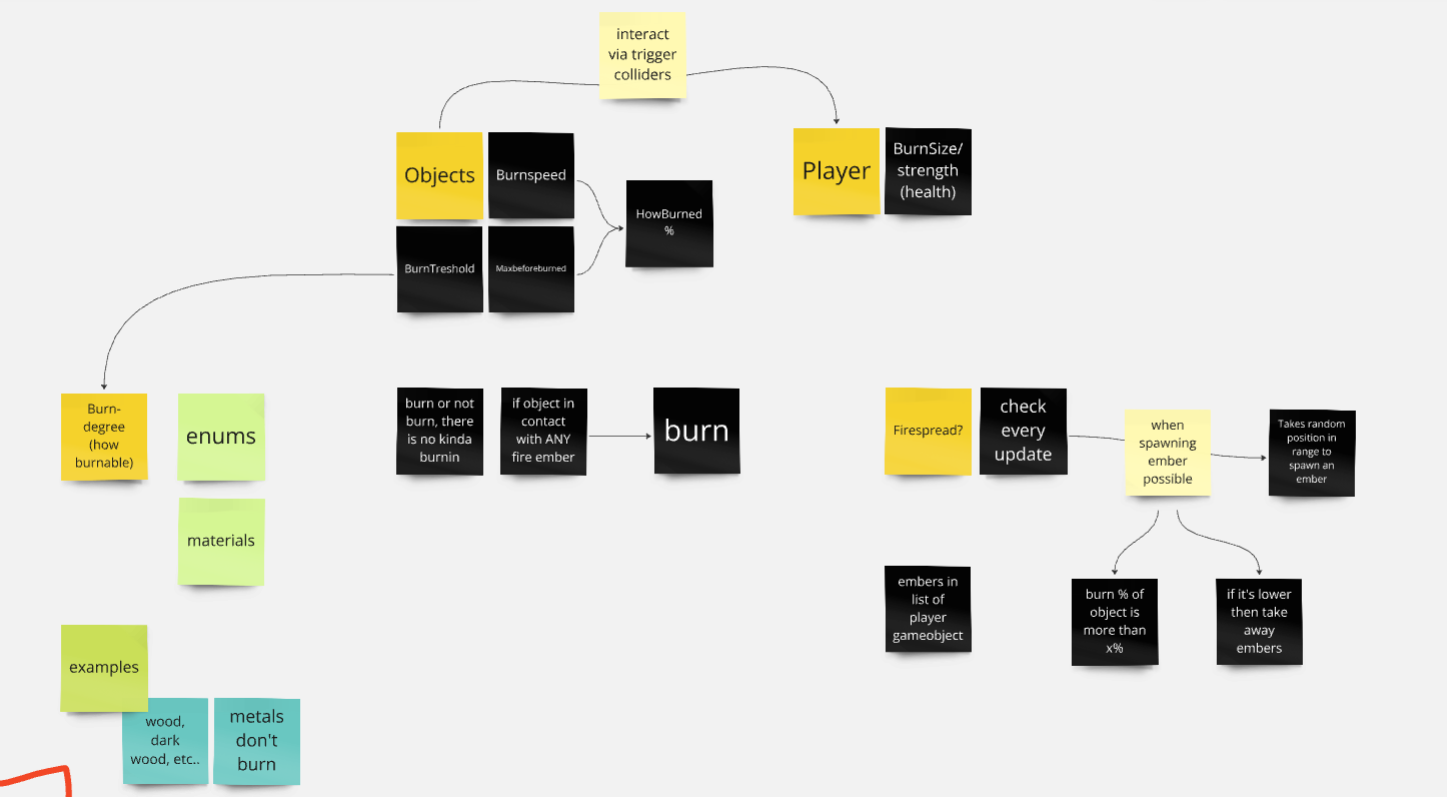 interact
via trigger
colliders
Objects
Burnspeed
HowBurned
%
Player
BurnSize/
strength
(health)
BurnTreshold
Maxbeforeburned
Burn-
degree
(how
burnable)
enums
materials
burn or not
burn, there
is no kinda
burnin
if object in
contact
with ANY
fire ember
burn
Firespread?
check
every
update
when
spawning
ember
possible
Takes random
position in
range to
spawn an
ember
embers in
list of
player
gameobject
burn % of
object is
more than
x%
if it's lower
then take
away
embers
examples
wood,
dark
wood, etc..
metals
don't
burn